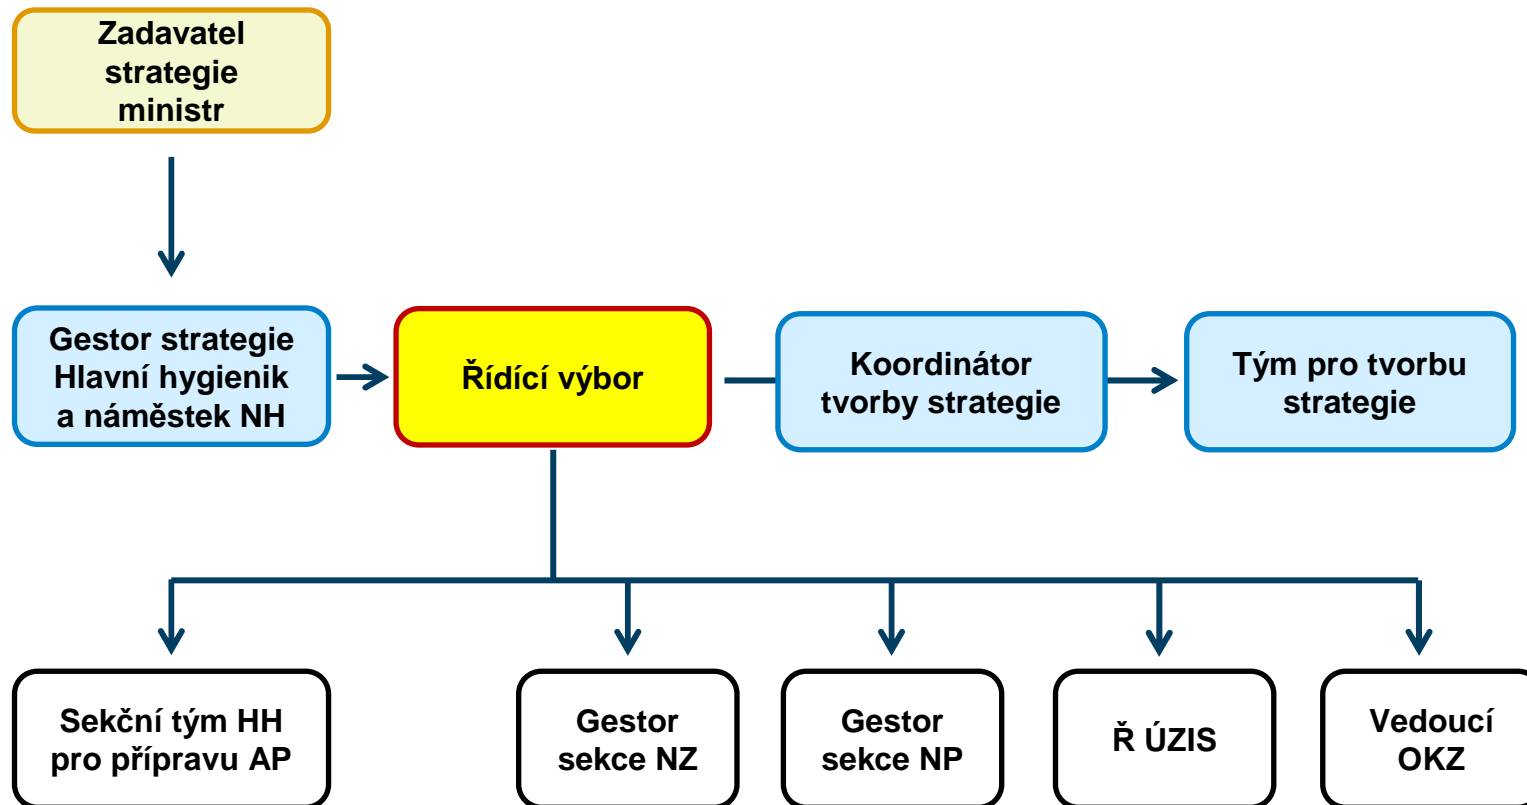 Zadavatel
strategie
ministr
Gestor strategie
Hlavní hygienik
a náměstek NH
Řídící výbor
Koordinátor
tvorby strategie
Tým pro tvorbu
strategie
Sekční tým HH
pro přípravu AP
Gestor
sekce NZ
Gestor
sekce NP
Ř ÚZIS
Vedoucí
OKZ